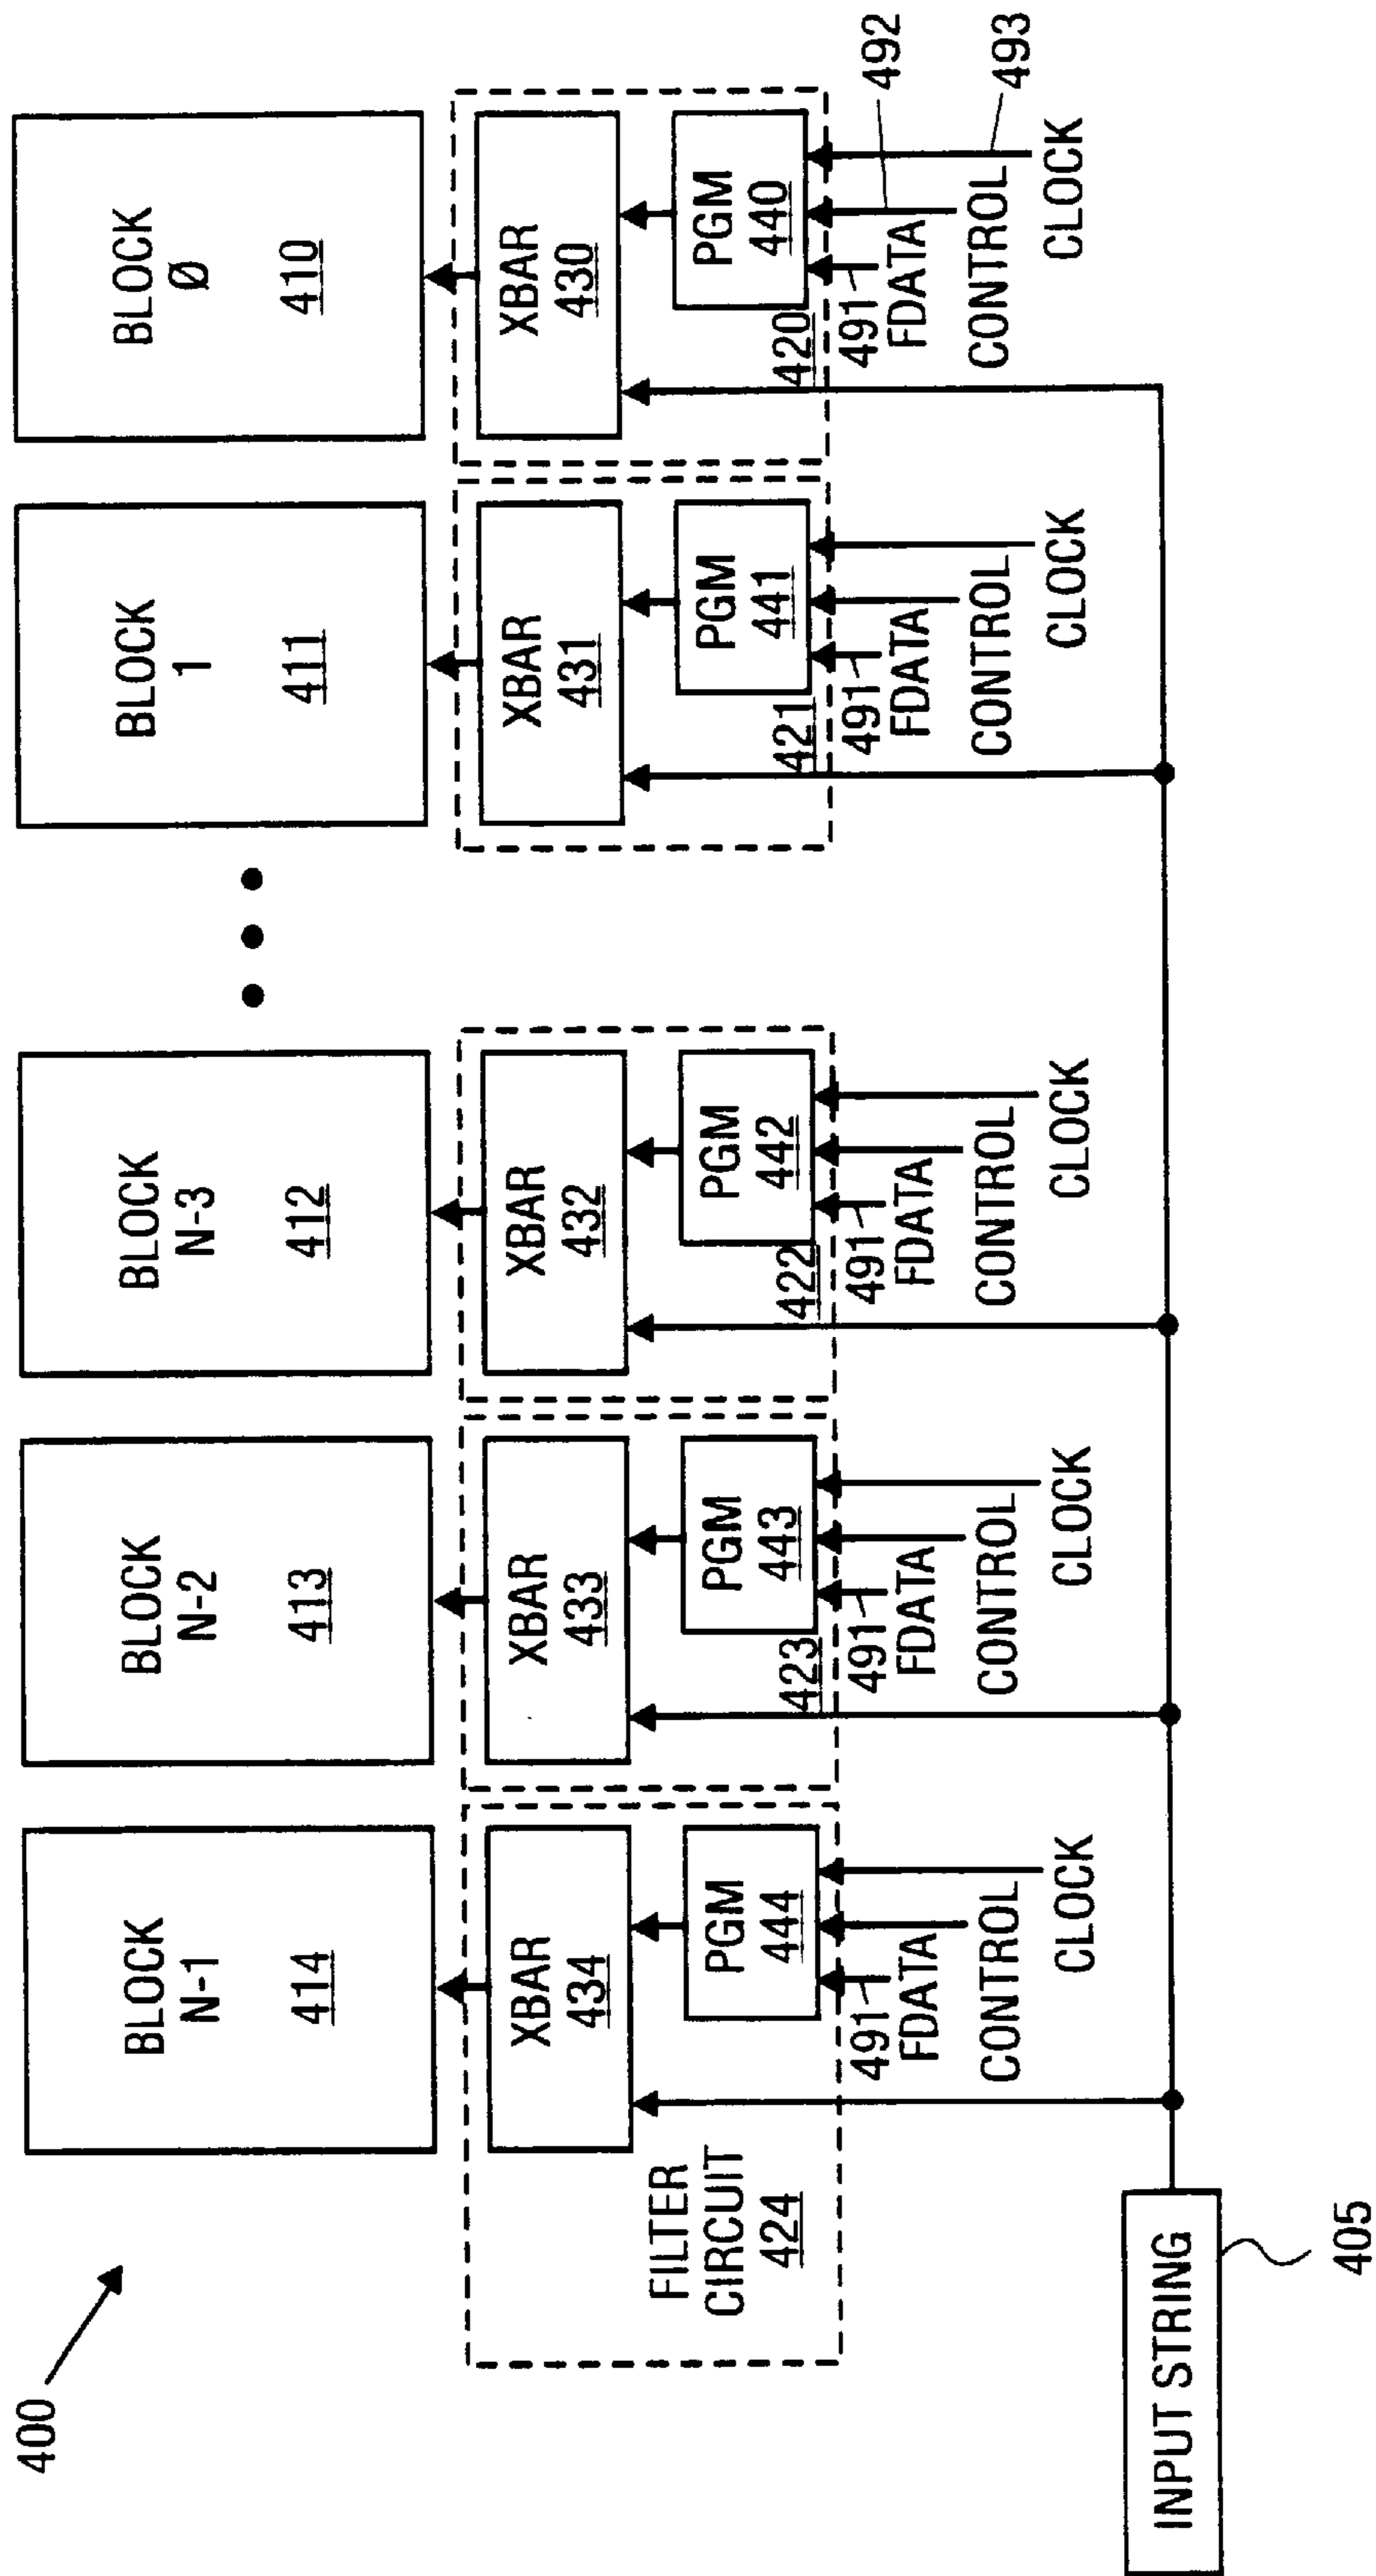 400
BLOCK
N-1
414
BLOCK
N-2
413
BLOCK
N-3
412
BLOCK
1
411
BLOCK
Ø
410
XBAR
434
XBAR
433
XBAR
432
XBAR
431
XBAR
430
FILTER
CIRCUIT
424
PGM
444
423
PGM
443
422
PGM
442
421
PGM
441
420
PGM
440
491
FDATA
CONTROL
CLOCK
491
FDATA
CONTROL
CLOCK
491
FDATA
CONTROL
CLOCK
491
FDATA
CONTROL
CLOCK
491
FDATA
CONTROL
CLOCK
492
493
INPUT STRING
405